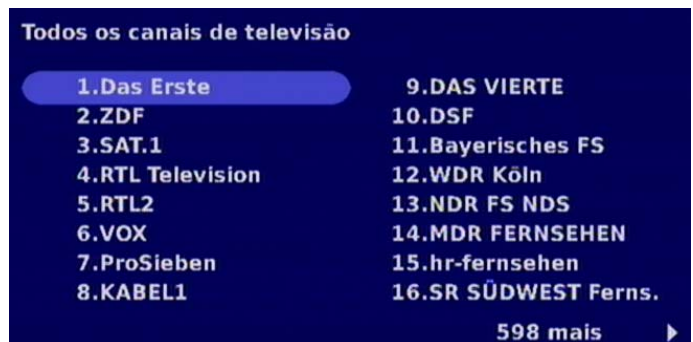 Todos os canais de televisão
1.Das Erste
2.ZDF
3.SAT.1
4.RTL Television
5.RTL2
6.VOX
7.ProSieben
8.KABEL1
9.DAS VIERTE
10.DSF
11.Bayerisches FS
12.WDR Köln
13.NDR FS NDS
14.MDR FERNSEHEN
15.hr-fernsehen
16.SR SÜDWEST Ferns.
598 mais